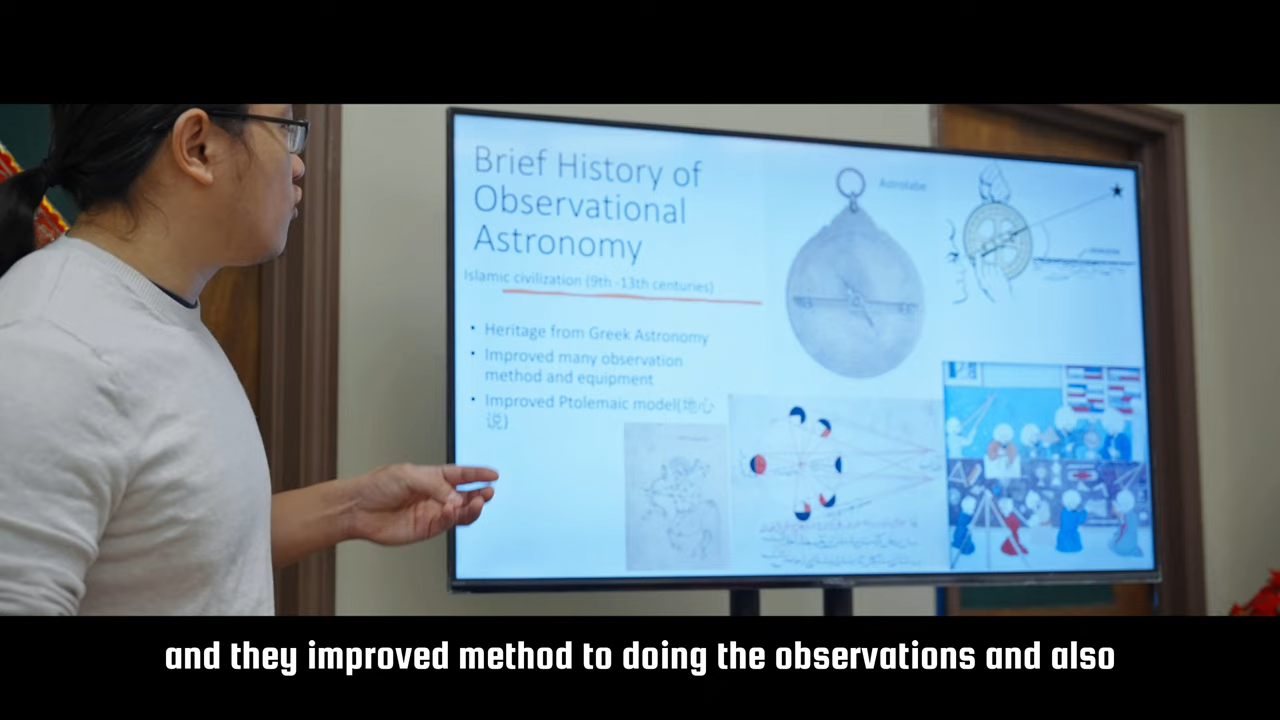 Brief History of
Observational
Astronomy
Islamic civilization (9th -13th centuries)
• Heritage from Greek Astronomy
• Improved many observation
method and equipment
• Improved Ptolemaic model(地心
说)
Astrolabe
and they improved method to doing the observations and also